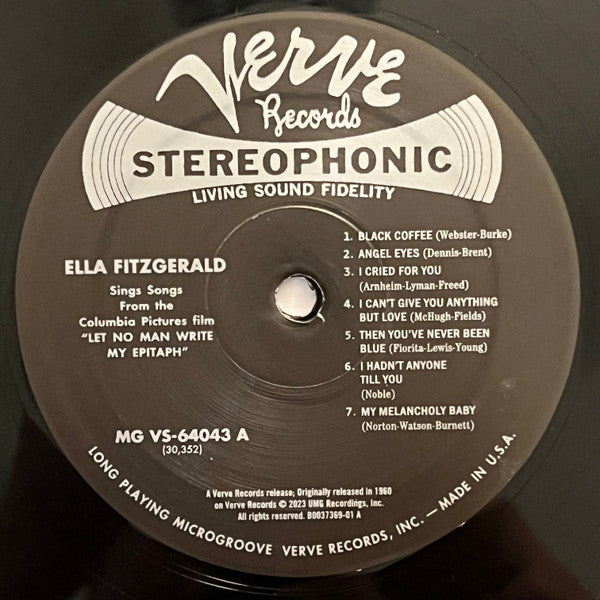 Verve
Records
STEREOPHONIC
LIVING SOUND FIDELITY
ELLA FITZGERALD
Sings Songs
From the
Columbia Pictures film
"LET NO MAN WRITE
MY EPITAPH"
MG VS-64043 A
(30,352)
1. BLACK COFFEE (Webster-Burke)
2. ANGEL EYES (Dennis-Brent)
3. I CRIED FOR YOU
(Arnheim-Lyman-Freed)
4. I CAN'T GIVE YOU ANYTHING
BUT LOVE (McHugh-Fields)
5. THEN YOU'VE NEVER BEEN
BLUE (Fiorita-Lewis-Young)
6. I HADN'T ANYONE
TILL YOU
(Noble)
7. MY MELANCHOLY BABY
(Norton-Watson-Burnett)
A Verve Records release; Originally released in 1960
on Verve Records © 2023 UMG Recordings, Inc.
All rights reserved. B0037369-01 A
LONG PLAYING MICROGROOVE VERVE RECORDS, INC. — MADE IN U.S.A.